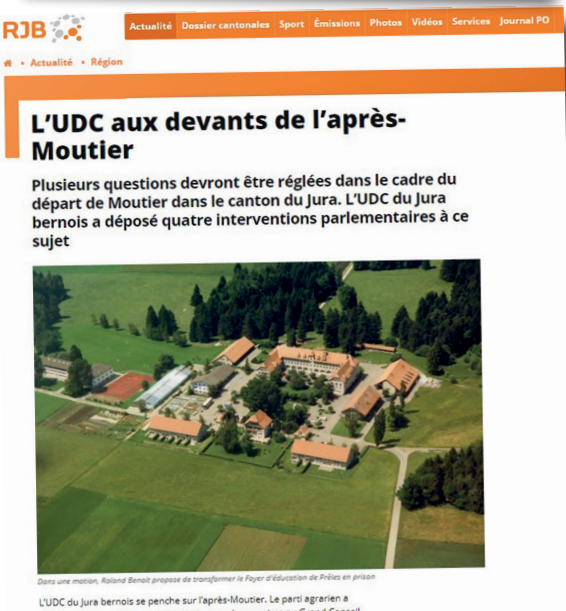 RJB
Actualité Dossier cantonales Sport Émissions Photos Vidéos Services Journal PO
• Actualité • Région
L’UDC aux devants de l’après-
Moutier
Plusieurs questions devront être réglées dans le cadre du
départ de Moutier dans le canton du Jura. L’UDC du Jura
bernois a déposé quatre interventions parlementaires à ce
sujet
Dans une motion, Roland Benoit propose de transformer le Foyer d’éducation de Prêles en prison
L’UDC du Jura bernois se penche sur l’après-Moutier. Le parti agrarien a